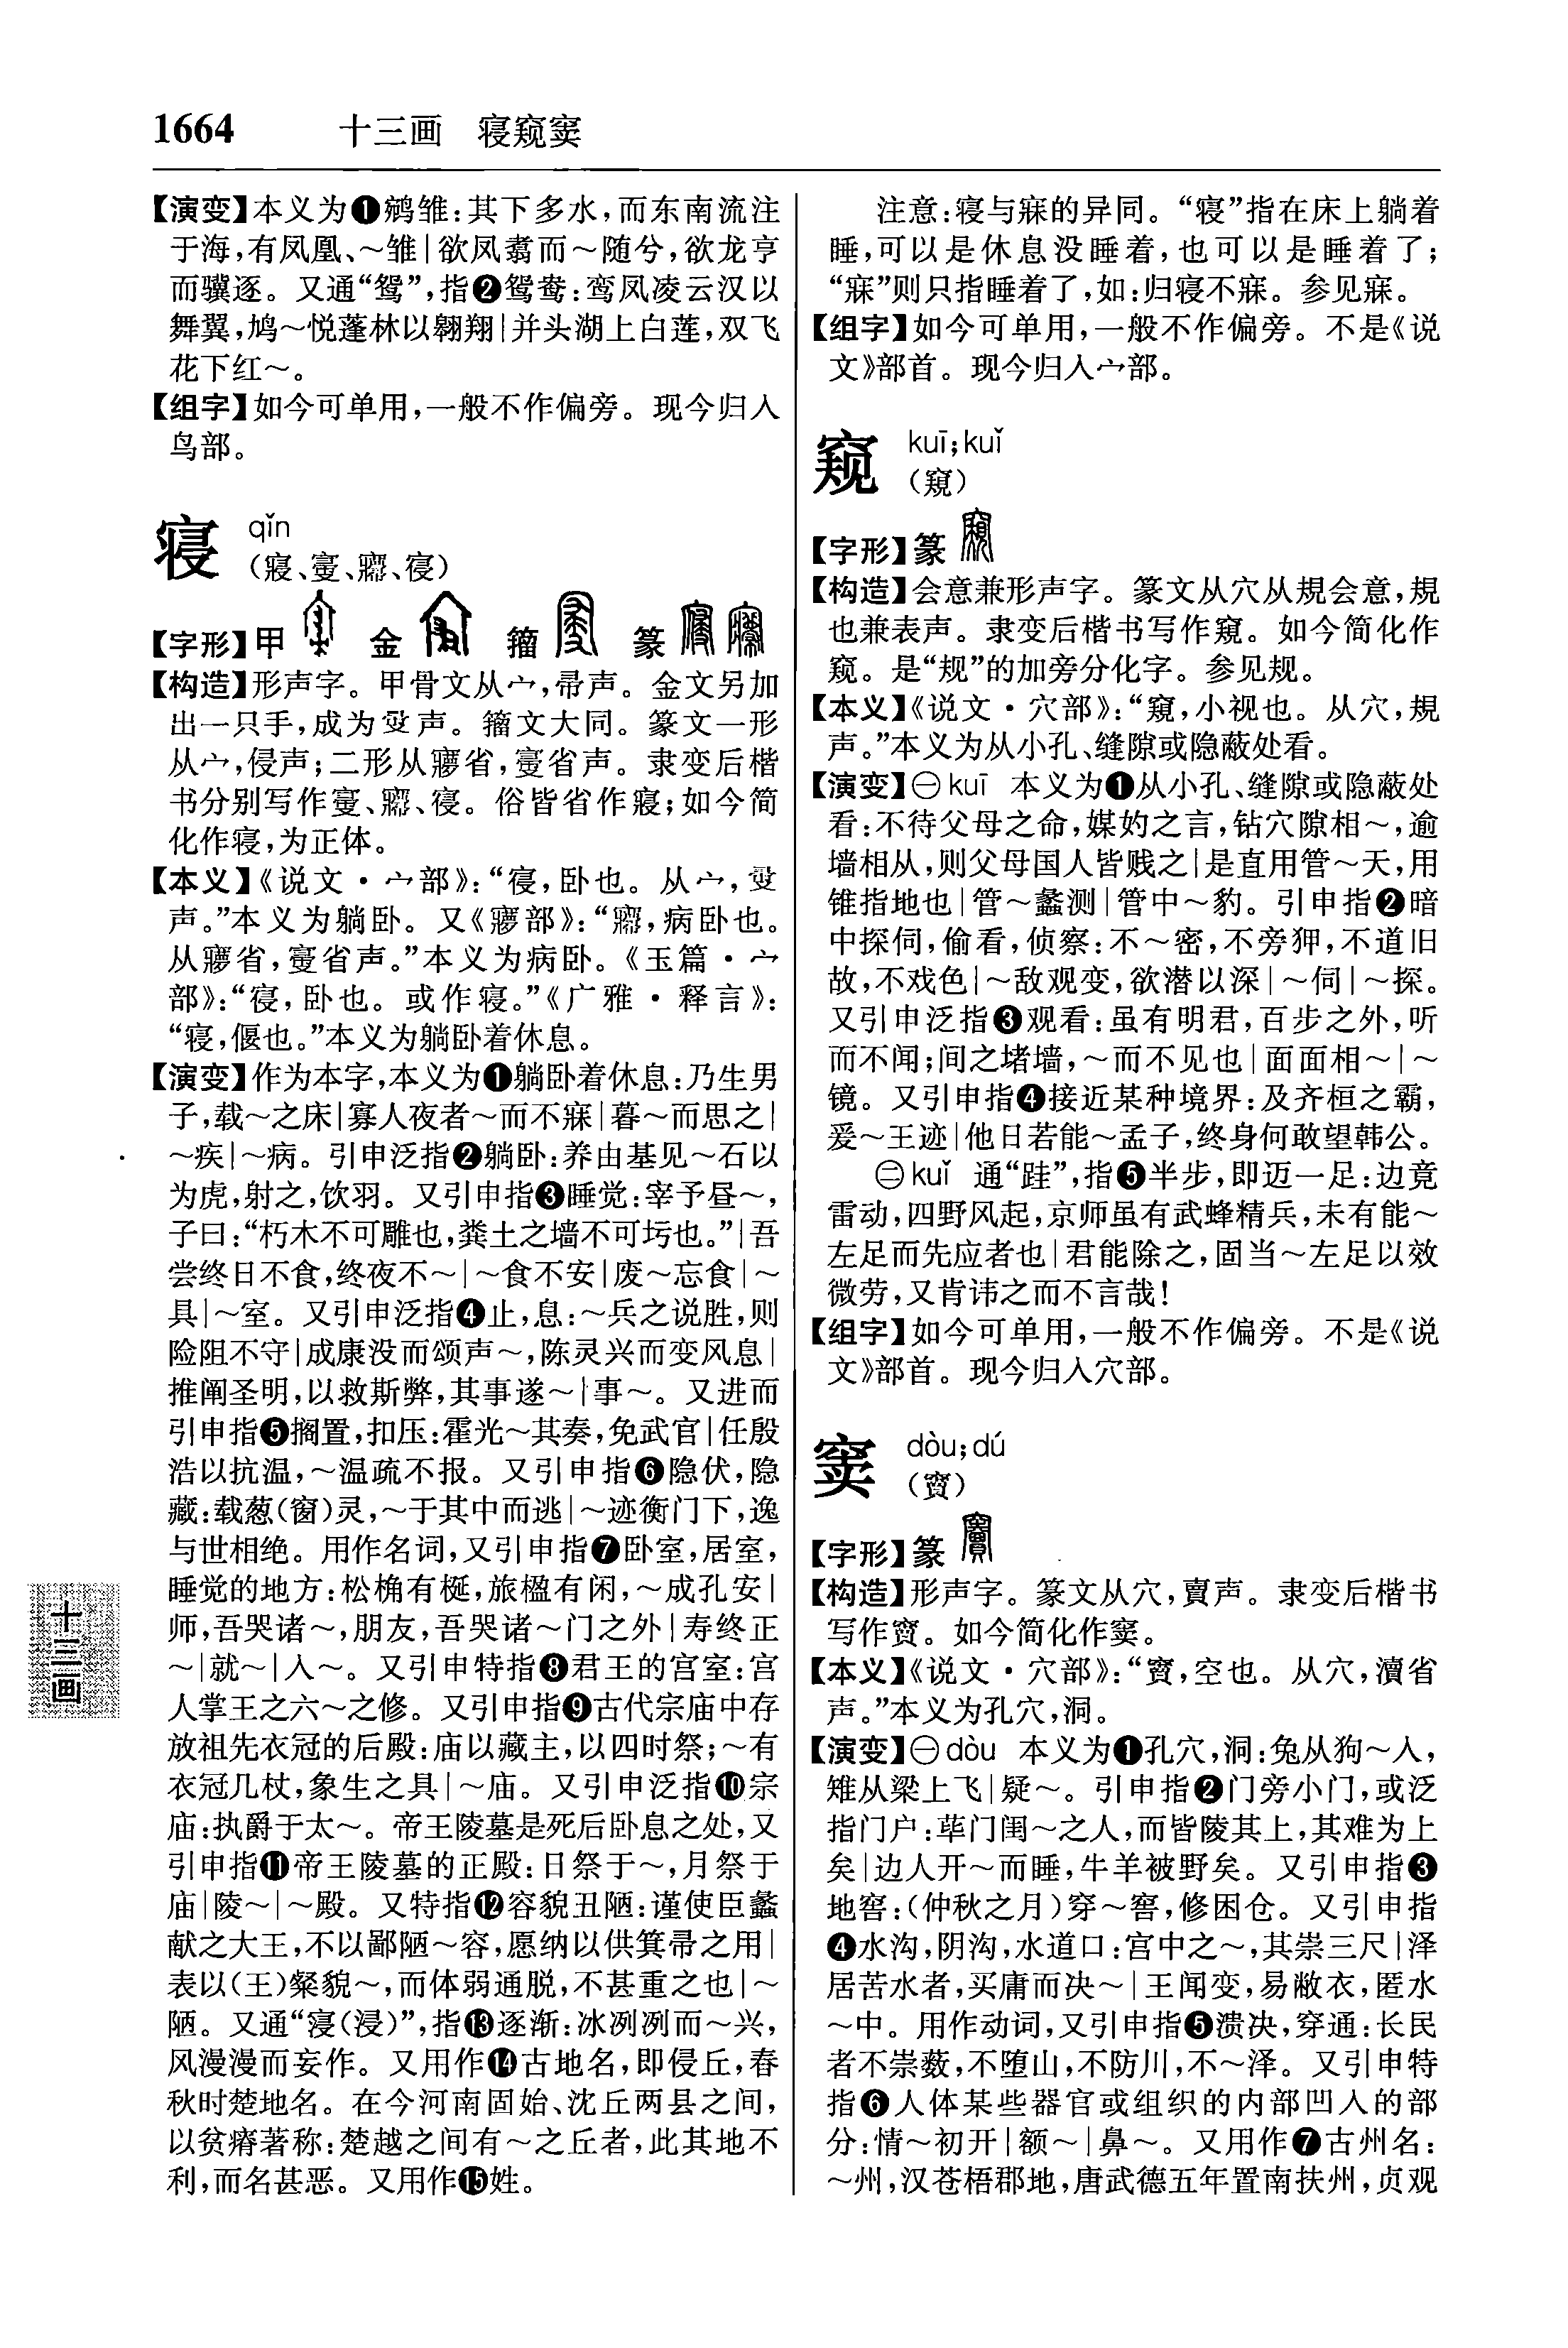 1664 十三画 寝窥窦
【演变】本义为❶鹓雏:其下多水,而东南流注
于海,有凤凰、~雏|欲凤翥而~随兮,欲龙亨
而骥逐。又通“鸳”,指❷鸳鸯:鸾凤凌云汉以
舞翼,鸠~悦蓬林以翱翔|并头湖上白莲,双飞
花下红~。
【组字】如今可单用,一般不作偏旁。现今归入
鸟部。
寝 qǐn
(寢、㝲、㝱、寑)
【字形】甲 金 籀 篆
【构造】形声字。甲骨文从宀,帚声。金文另加
出一只手,成为㕜声。籀文大同。篆文一形
从宀,侵声;二形从㝱省,㝲省声。隶变后楷
书分别写作㝲、寑。俗皆省作寢;如今简
化作寝,为正体。
【本义】《说文·宀部》:“寑,卧也。从宀,㑴
声。”本义为躺卧。又《㝱部》:“病卧也。
从㝱省,㝲省声。”本义为病卧。《玉篇·宀
部》:“寑,卧也。或作寝。”《广雅·释言》:
“寝,偃也。”本义为躺卧着休息。
【演变】作为本字,本义为❶躺卧着休息:乃生男
子,载~之床|寡人夜者~而不寐|暮~而思之|
~疾|~病。引申泛指❷躺卧:养由基见~石以
为虎,射之,饮羽。又引申指❸睡觉:宰予昼~,
子曰:“朽木不可雕也,粪土之墙不可圬也。”|吾
尝终日不食,终夜不~|~食不安|废~忘食|~
具|~室。又引申泛指❹止,息:~兵之说胜,则
险阻不守|成康没而颂声~,陈灵兴而变风息|
推阐圣明,以救斯弊,其事遂~|事~。又进而
引申指❺搁置,扣压:霍光~其奏,免武官|任殷
浩以抗温,~温疏不报。又引申指❻隐伏,隐
藏:载葱(窗)灵,~于其中而逃|~迹衡门下,逸
与世相绝。用作名词,又引申指❼卧室,居室,
睡觉的地方:松桷有梴,旅楹有闲,~成孔安|
师,吾哭诸~,朋友,吾哭诸~门之外|寿终正
~|就~|入~。又引申特指❽君王的宫室:宫
人掌王之六~之修。又引申指❾古代宗庙中存
放祖先衣冠的后殿:庙以藏主,以四时祭;~有
衣冠几杖,象生之具|~庙。又引申泛指❿宗
庙:执爵于太~。帝王陵墓是死后卧息之处,又
引申指⓫帝王陵墓的正殿:日祭于~,月祭于
庙|陵~|~殿。又特指⓬容貌丑陋:谨使臣蠡
献之大王,不以鄙陋~容,愿纳以供箕帚之用|
表以(王)粲貌~,而体弱通脱,不甚重之也|~
陋。又通“寖(浸)”,指⓭逐渐:冰冽冽而~兴,
风漫漫而妄作。又用作⓮古地名,即侵丘,春
秋时楚地名。在今河南固始、沈丘两县之间,
以贫瘠著称:楚越之间有~之丘者,此其地不
利,而名甚恶。又用作⓯姓。
注意:寝与寐的异同。“寝”指在床上躺着
睡,可以是休息没睡着,也可以是睡着了;
“寐”则只指睡着了,如:归寝不寐。参见寐。
【组字】如今可单用,一般不作偏旁。不是《说
文》部首。现今归入宀部。
窥 kuī;kuǐ
(窺)
【字形】篆
【构造】会意兼形声字。篆文从穴从規会意,規
也兼表声。隶变后楷书写作窺。如今简化作
窥。是“规”的加旁分化字。参见规。
【本义】《说文·穴部》:“窺,小视也。从穴,規
声。”本义为从小孔、缝隙或隐蔽处看。
【演变】㊀kuī 本义为❶从小孔、缝隙或隐蔽处
看:不待父母之命,媒妁之言,钻穴隙相~,逾
墙相从,则父母国人皆贱之|是直用管~天,用
锥指地也|管~蠡测|管中~豹。引申指❷暗
中探伺,偷看,侦察:不~密,不旁狎,不道旧
故,不戏色|~敌观变,欲潜以深|~伺|~探。
又引申泛指❸观看:虽有明君,百步之外,听
而不闻;间之堵墙,~而不见也|面面相~|~
镜。又引申指❹接近某种境界:及齐桓之霸,
爰~王迹|他日若能~孟子,终身何敢望韩公。
㊁kuǐ 通“跬”,指❺半步,即迈一足:边竟
雷动,四野风起,京师虽有武蜂精兵,未有能~
左足而先应者也|君能除之,固当~左足以效
微劳,又肯讳之而不言哉!
【组字】如今可单用,一般不作偏旁。不是《说
文》部首。现今归入穴部。
窦 dòu;dú
(竇)
【字形】篆
【构造】形声字。篆文从穴,賣声。隶变后楷书
写作竇。如今简化作窦。
【本义】《说文·穴部》:“竇,空也。从穴,瀆省
声。”本义为孔穴,洞。
【演变】㊀dòu 本义为❶孔穴,洞:兔从狗~入,
雉从梁上飞|疑~。引申指❷门旁小门,或泛
指门户:荜门闺~之人,而皆陵其上,其难为上
矣|边人开~而睡,牛羊被野矣。又引申指❸
地窖:(仲秋之月)穿~窖,修囷仓。又引申指
❹水沟,阴沟,水道口:宫中之~,其崇三尺|泽
居苦水者,买庸而决~|王闻变,易敝衣,匿水
~中。用作动词,又引申指❺溃决,穿通:长民
者不崇薮,不堕山,不防川,不~泽。又引申特
指❻人体某些器官或组织的内部凹入的部
分:情~初开|额~|鼻~。又用作❼古州名:
~州,汉苍梧郡地,唐武德五年置南扶州,贞观
十三画